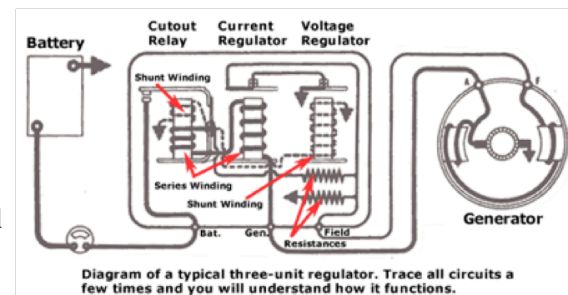 Cutout Current Voltage
Relay Regulator Regulator
Battery
Shunt Winding
A F
Series Winding
Shunt Winding
Generator
Bat. Gen. Field
Resistances
Diagram of a typical three-unit regulator. Trace all circuits a
few times and you will understand how it functions.